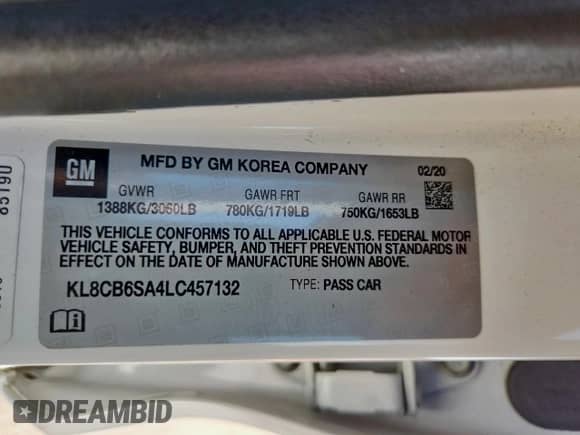 GM
MFD BY GM KOREA COMPANY 02/20
GVWR GAWR FRT GAWR RR
1388KG/3060LB 780KG/1719LB 750KG/1653LB
THIS VEHICLE CONFORMS TO ALL APPLICABLE U.S. FEDERAL MOTOR
VEHICLE SAFETY, BUMPER, AND THEFT PREVENTION STANDARDS IN
EFFECT ON THE DATE OF MANUFACTURE SHOWN ABOVE.
KL8CB6SA4LC457132 TYPE: PASS CAR
DREAMBID